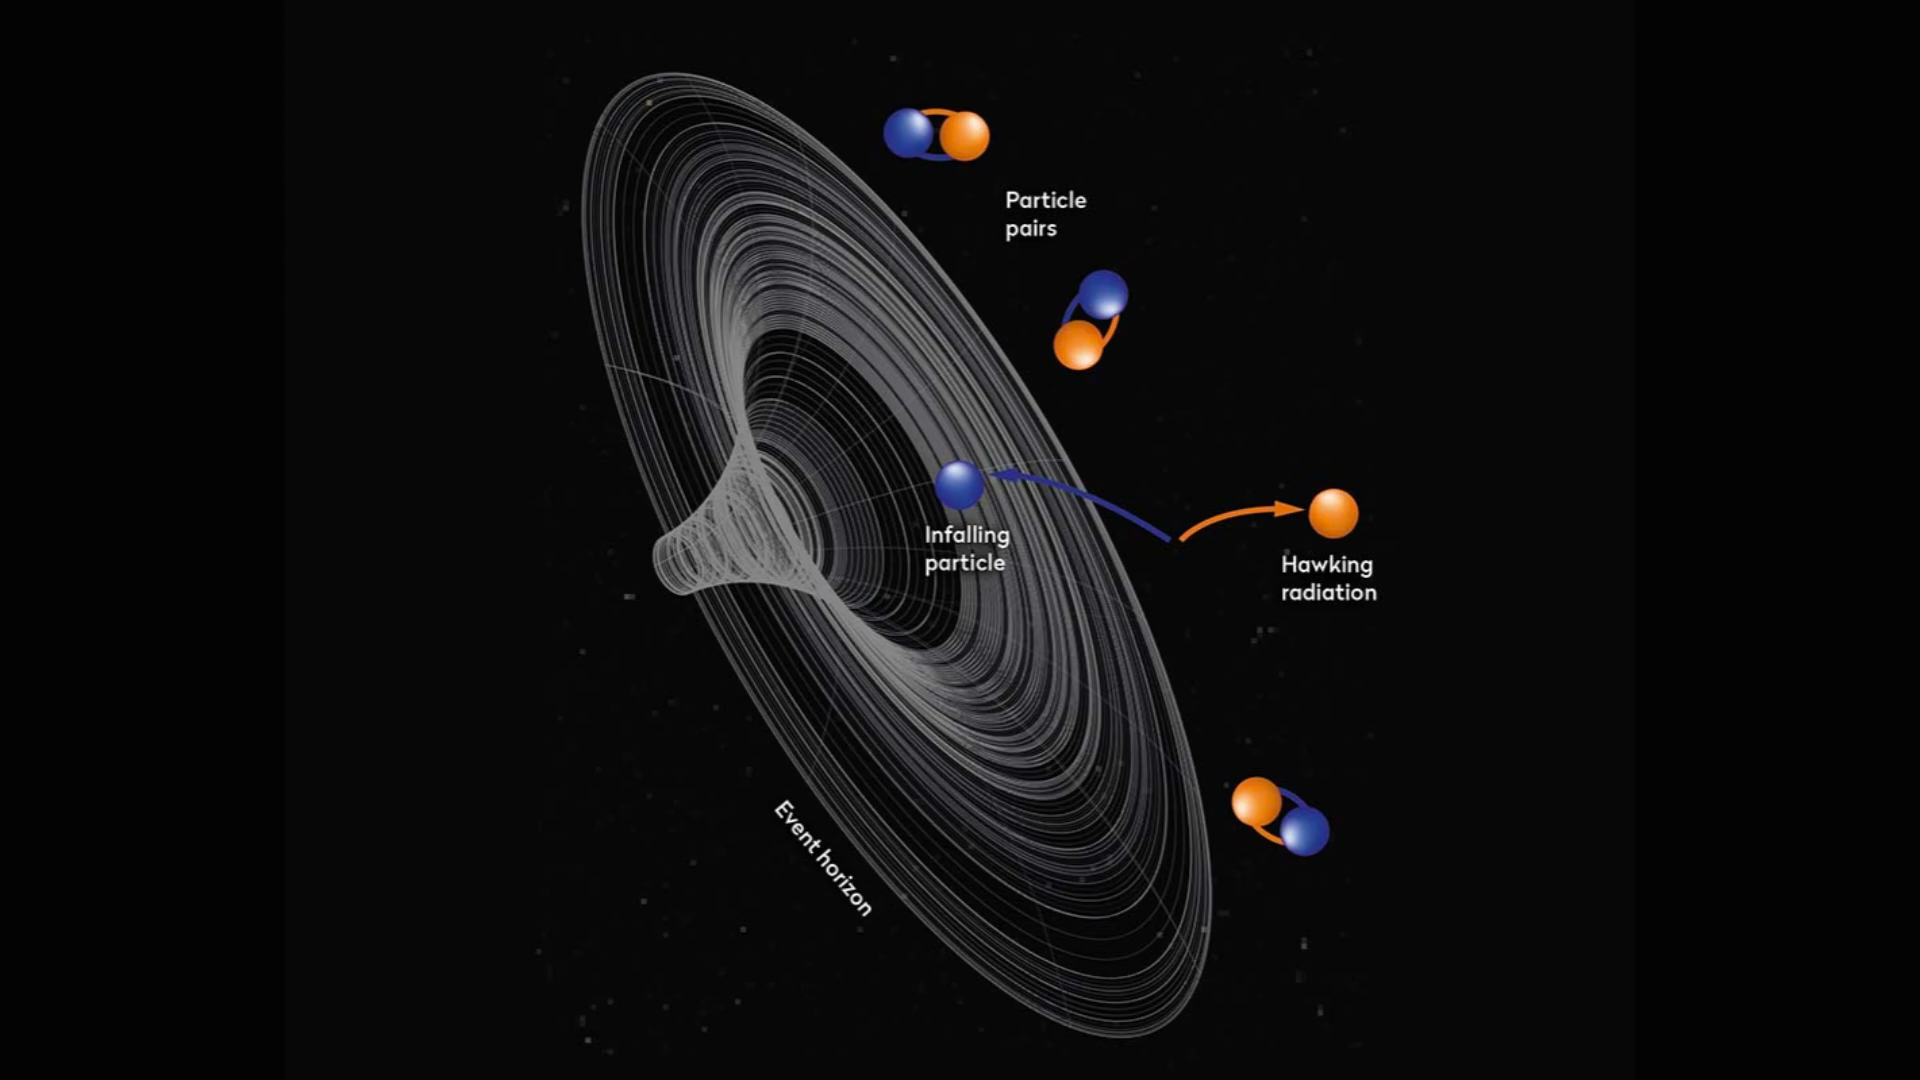 Particle
pairs
Infalling
particle
Hawking
radiation
Event horizon